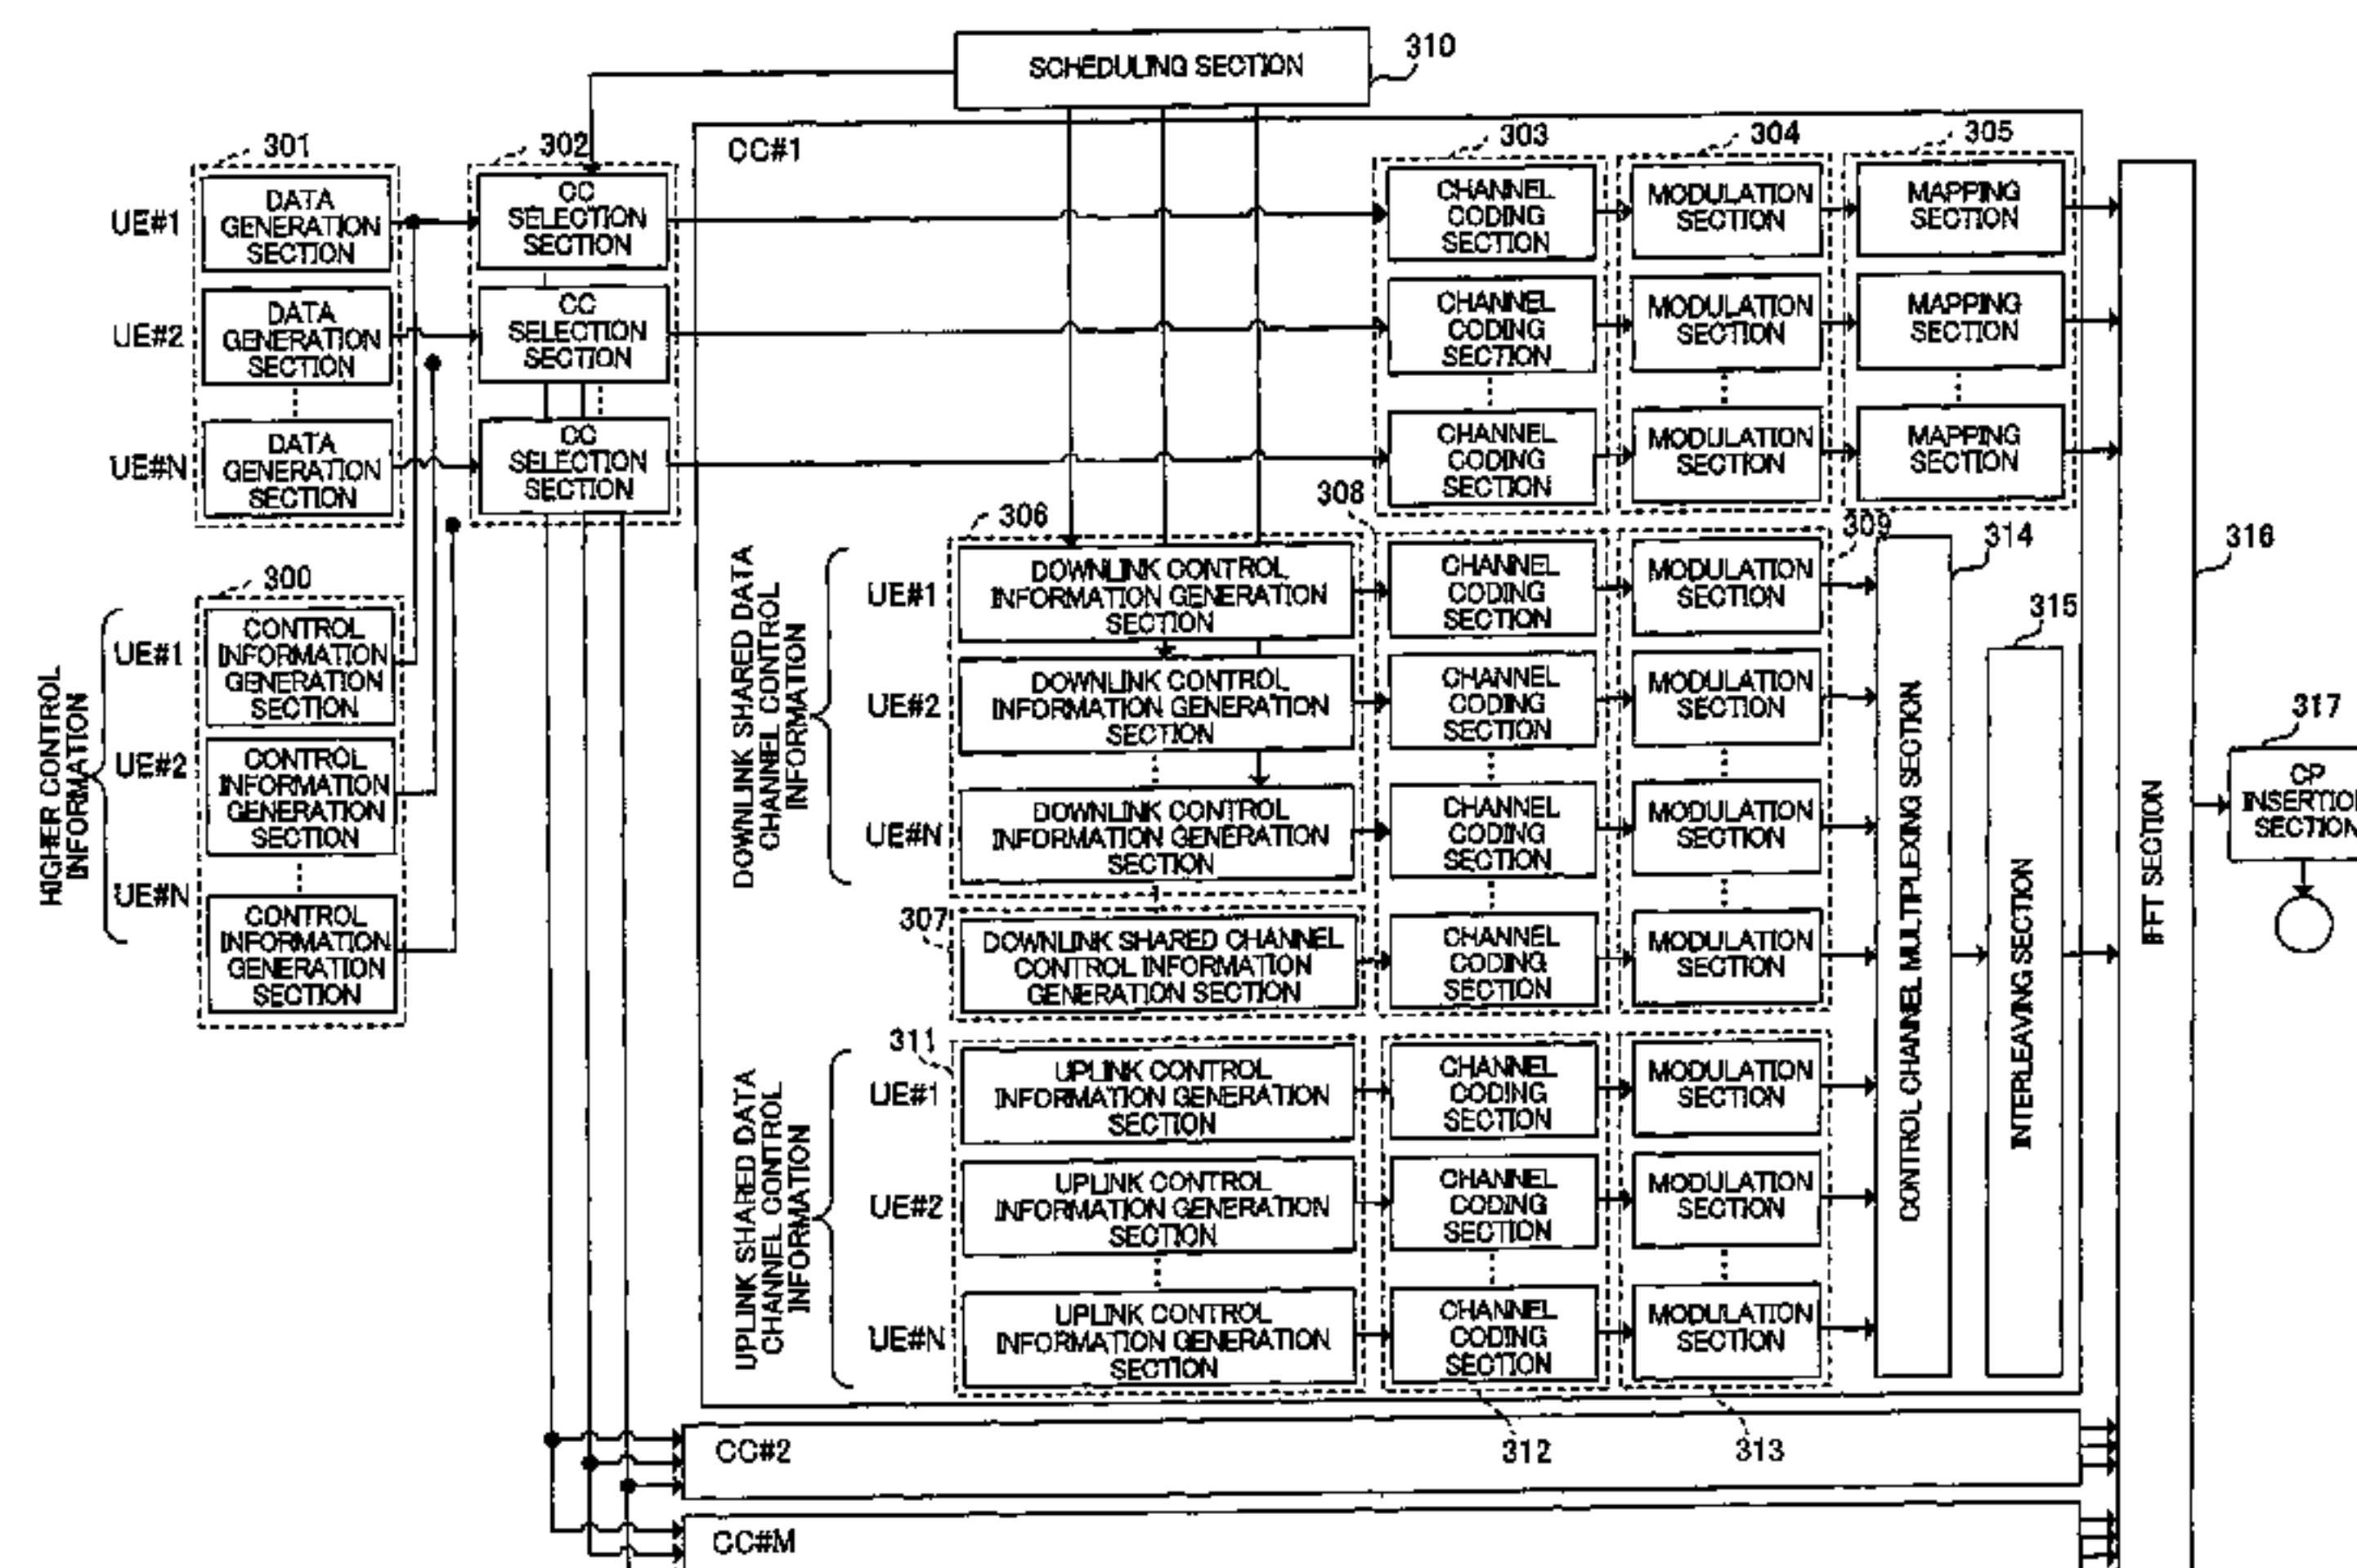 310
SCHEDULING SECTION
CC#1
301
302
303
304
305
UE#1
DATA
GENERATION
SECTION
CC
SELECTION
SECTION
CHANNEL
CODING
SECTION
MODULATION
SECTION
MAPPING
SECTION
UE#2
DATA
GENERATION
SECTION
CC
SELECTION
SECTION
CHANNEL
CODING
SECTION
MODULATION
SECTION
MAPPING
SECTION
UE#N
DATA
GENERATION
SECTION
CC
SELECTION
SECTION
CHANNEL
CODING
SECTION
MODULATION
SECTION
MAPPING
SECTION
300
HIGHER CONTROL
INFORMATION
UE#1
CONTROL
INFORMATION
GENERATION
SECTION
UE#2
CONTROL
INFORMATION
GENERATION
SECTION
UE#N
CONTROL
INFORMATION
GENERATION
SECTION
306
308
309
314
315
316
317
DOWNLINK SHARED DATA
CHANNEL CONTROL
INFORMATION
UE#1
DOWNLINK CONTROL
INFORMATION GENERATION
SECTION
CHANNEL
CODING
SECTION
MODULATION
SECTION
UE#2
DOWNLINK CONTROL
INFORMATION GENERATION
SECTION
CHANNEL
CODING
SECTION
MODULATION
SECTION
UE#N
DOWNLINK CONTROL
INFORMATION GENERATION
SECTION
CHANNEL
CODING
SECTION
MODULATION
SECTION
307
DOWNLINK SHARED CHANNEL
CONTROL INFORMATION
GENERATION SECTION
CHANNEL
CODING
SECTION
MODULATION
SECTION
311
UPLINK SHARED DATA
CHANNEL CONTROL
INFORMATION
UE#1
UPLINK CONTROL
INFORMATION GENERATION
SECTION
CHANNEL
CODING
SECTION
MODULATION
SECTION
UE#2
UPLINK CONTROL
INFORMATION GENERATION
SECTION
CHANNEL
CODING
SECTION
MODULATION
SECTION
UE#N
UPLINK CONTROL
INFORMATION GENERATION
SECTION
CHANNEL
CODING
SECTION
MODULATION
SECTION
312
313
CONTROL CHANNEL MULTIPLEXING SECTION
INTERLEAVING SECTION
IFFT SECTION
CP
INSERTION
SECTION
CC#2
CC#M